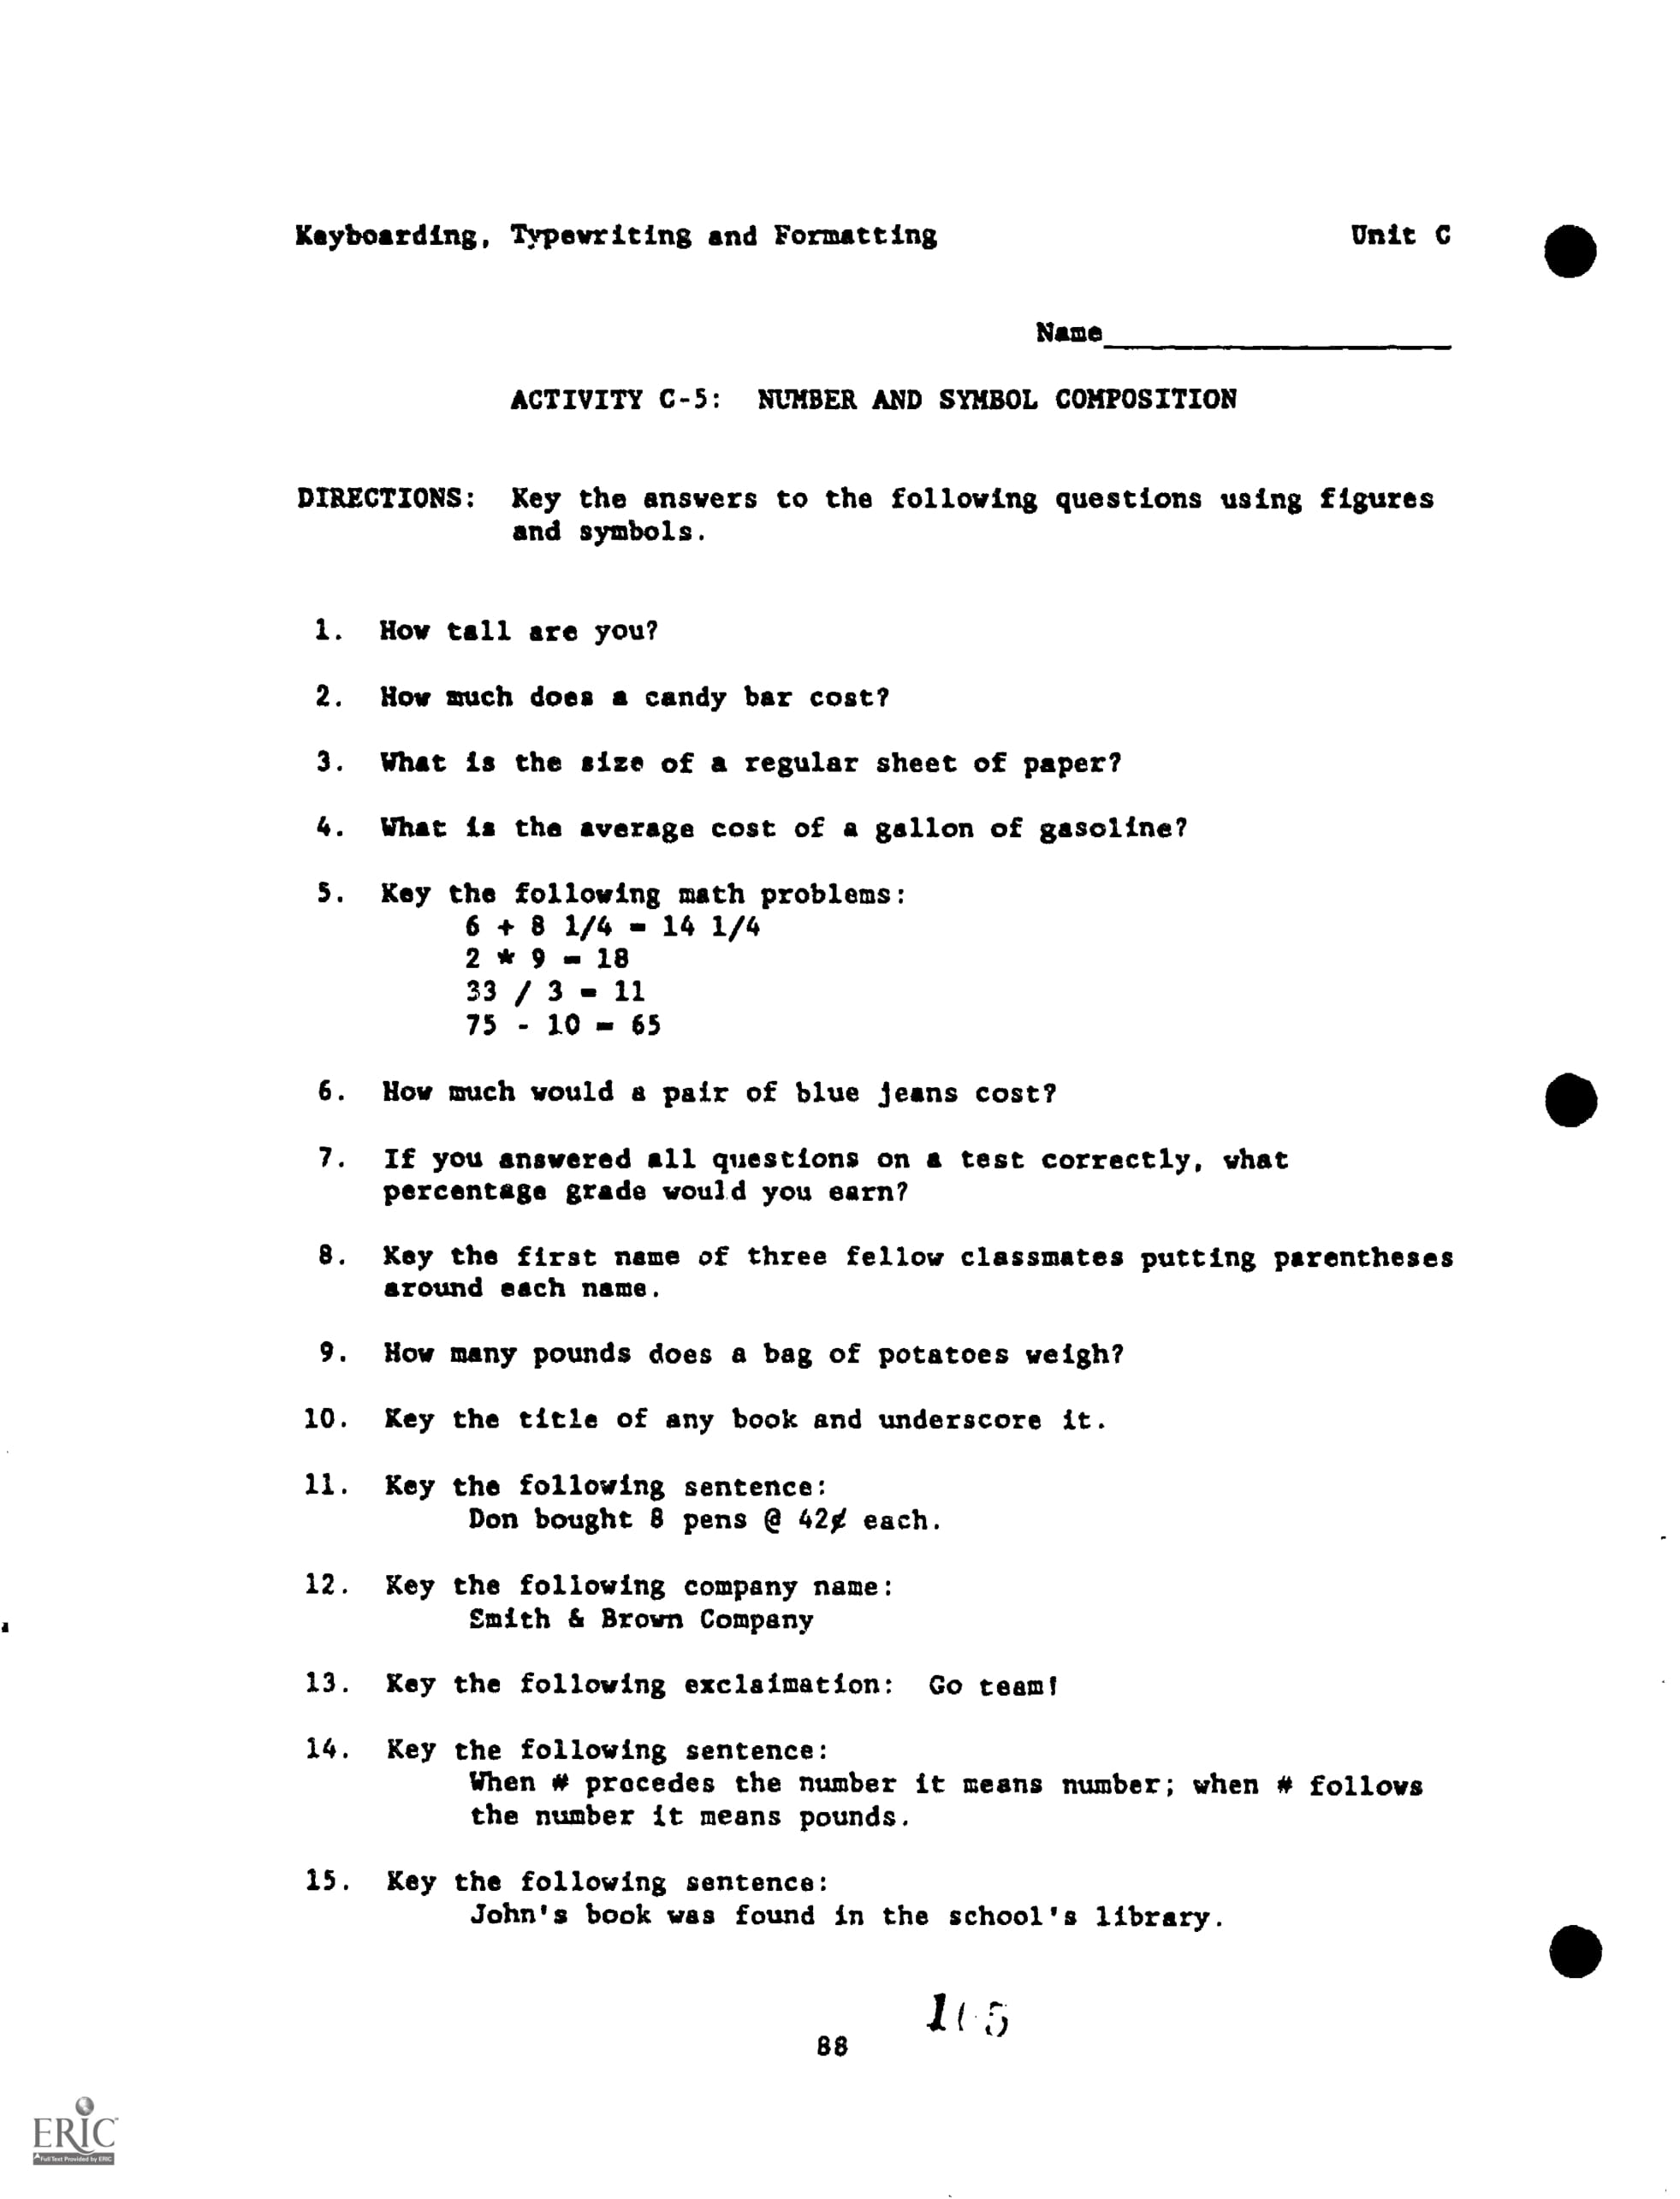 Keyboarding, Typewriting and Formatting Unit C
Name
ACTIVITY C-5: NUMBER AND SYMBOL COMPOSITION
DIRECTIONS: Key the answers to the following questions using figures
and symbols.
1. How tall are you?
2. How much does a candy bar cost?
3. What is the size of a regular sheet of paper?
4. What is the average cost of a gallon of gasoline?
5. Key the following math problems:
6 + 8 1/4 = 14 1/4
2 * 9 = 18
33 / 3 = 11
75 - 10 = 65
6. How much would a pair of blue jeans cost?
7. If you answered all questions on a test correctly, what
percentage grade would you earn?
8. Key the first name of three fellow classmates putting parentheses
around each name.
9. How many pounds does a bag of potatoes weigh?
10. Key the title of any book and underscore it.
11. Key the following sentence:
Don bought 8 pens @ 42¢ each.
12. Key the following company name:
Smith & Brown Company
13. Key the following exclaimation: Go team!
14. Key the following sentence:
When # procedes the number it means number; when # follows
the number it means pounds.
15. Key the following sentence:
John's book was found in the school's library.
88
ERIC
Full Text Provided by ERIC